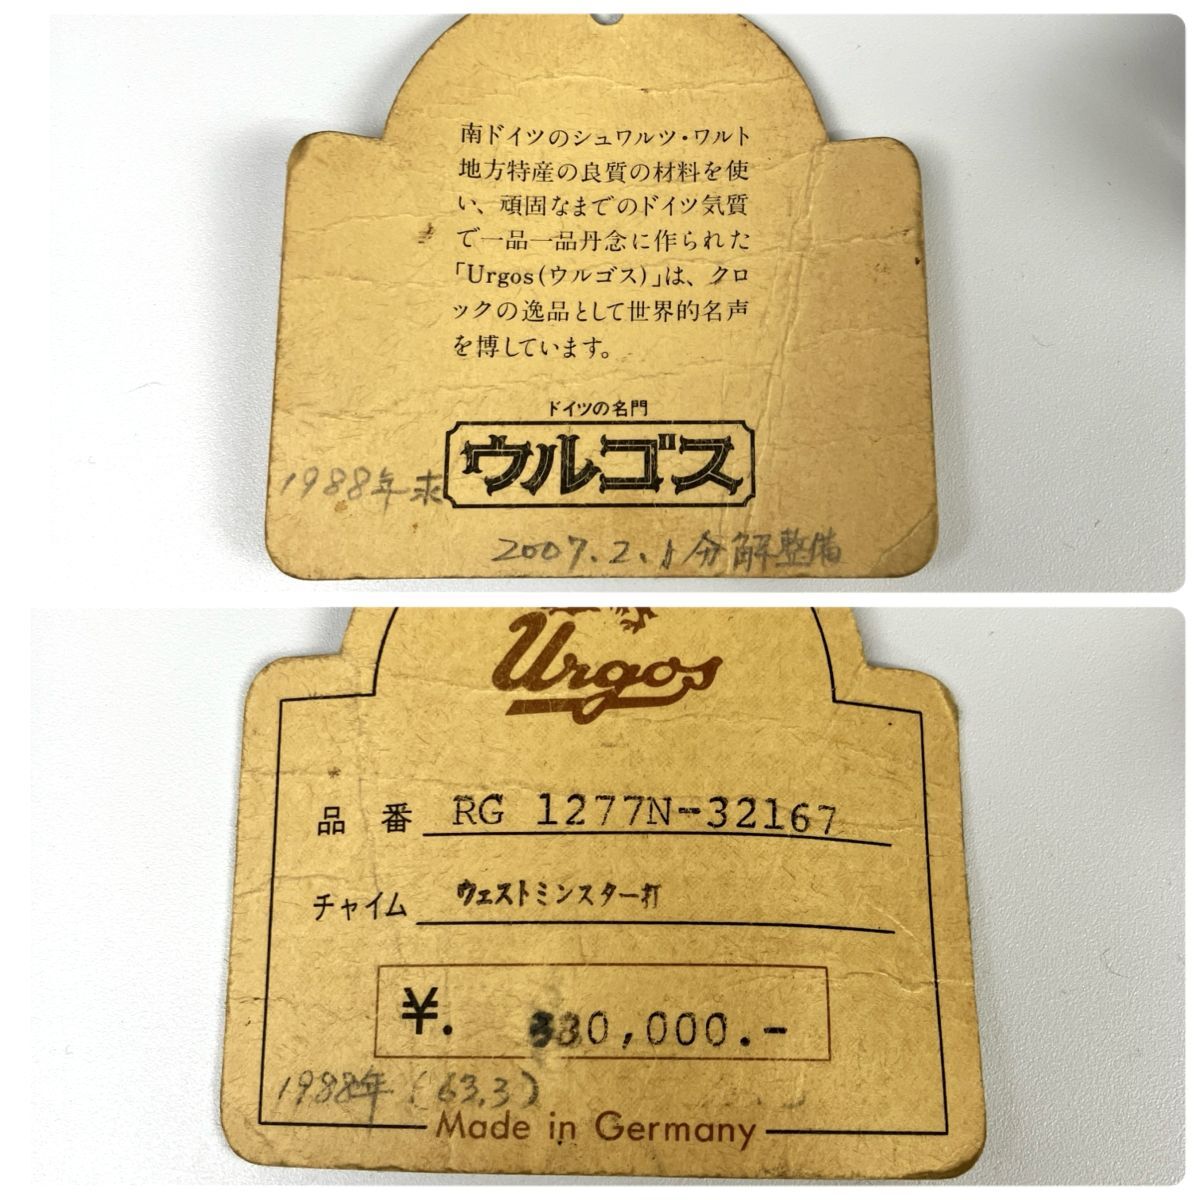 南ドイツのシュワルツ・ワルト
地方特産の良質の材料を使
い、頑固なまでのドイツ気質
で一品一品丹念に作られた
「Urgos(ウルゴス)」は、クロ
ックの逸品として世界的名声
を博しています。
ドイツの名門
ウルゴス
1988年求
2007.2. 分解整備
Urgos
品番 RG 1277N-32167
チャイム ウェストミンスター打
¥. 330,000.-
1988年(63.3)
Made in Germany